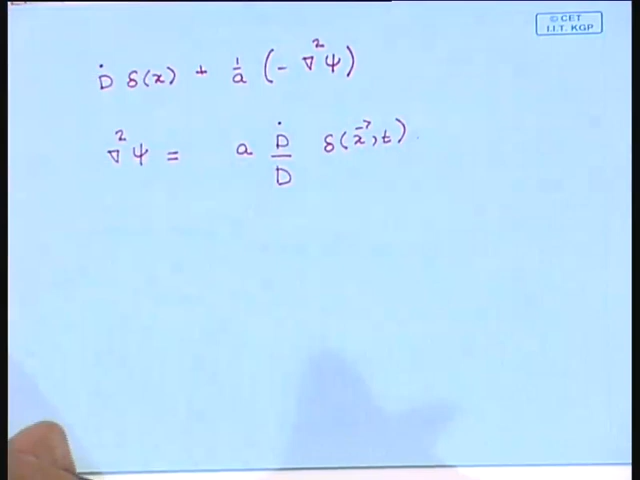 © CET
I.I.T. KGP
Ḋ δ(x) + 1/a (- ∇²ψ)
∇²ψ = a Ḋ/D δ(x⃗,t)